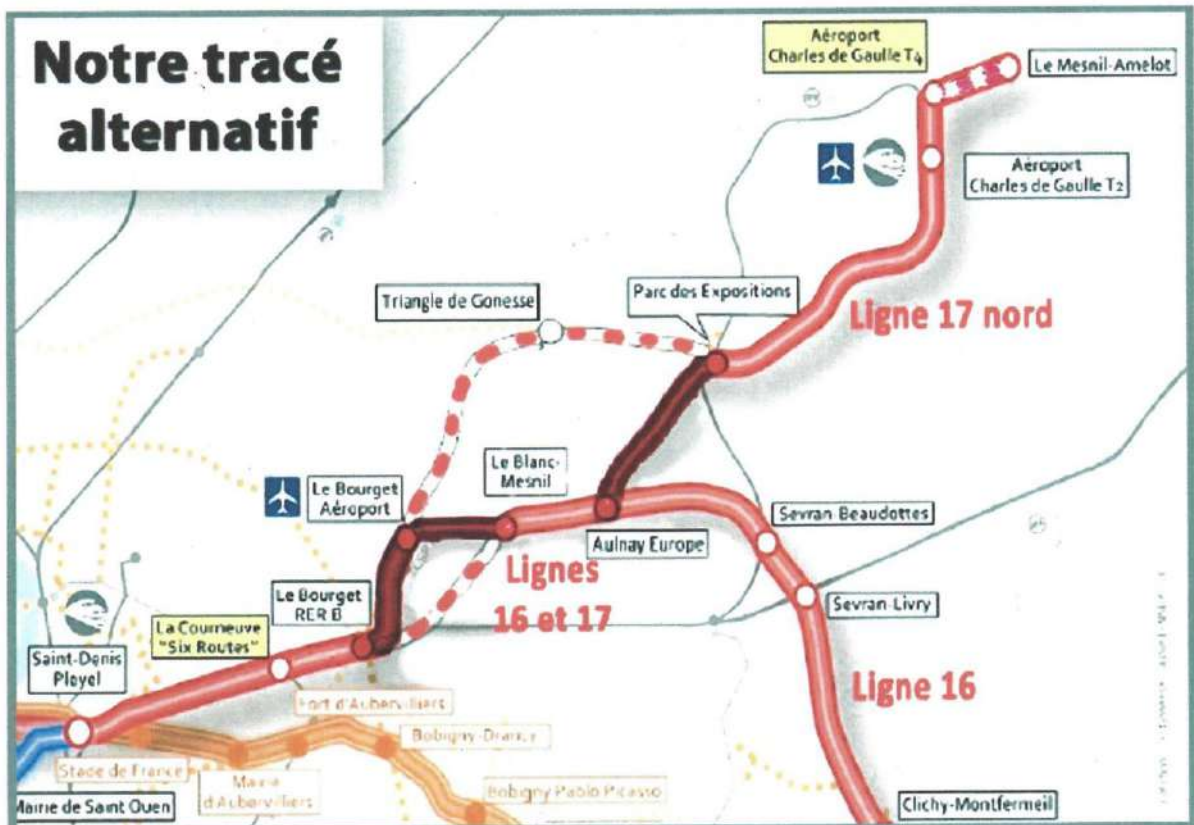 Notre tracé
alternatif
Aéroport
Charles de Gaulle T4
Le Mesnil-Amelot
Aéroport
Charles de Gaulle T2
Triangle de Gonesse
Parc des Expositions
Ligne 17 nord
Le Blanc-
Mesnil
Le Bourget
Aéroport
Sevran-Beaudottes
Aulnay Europe
Lignes
16 et 17
Le Bourget
RER B
Sevran-Livry
La Courneuve
"Six Routes"
Saint-Denis
Pleyel
Ligne 16
Fort d'Aubervilliers
Bobigny-Drancy
Stade de France
Mairie
d'Aubervilliers
Bobigny Pablo Picasso
Mairie de Saint Ouen
Clichy-Montfermeil